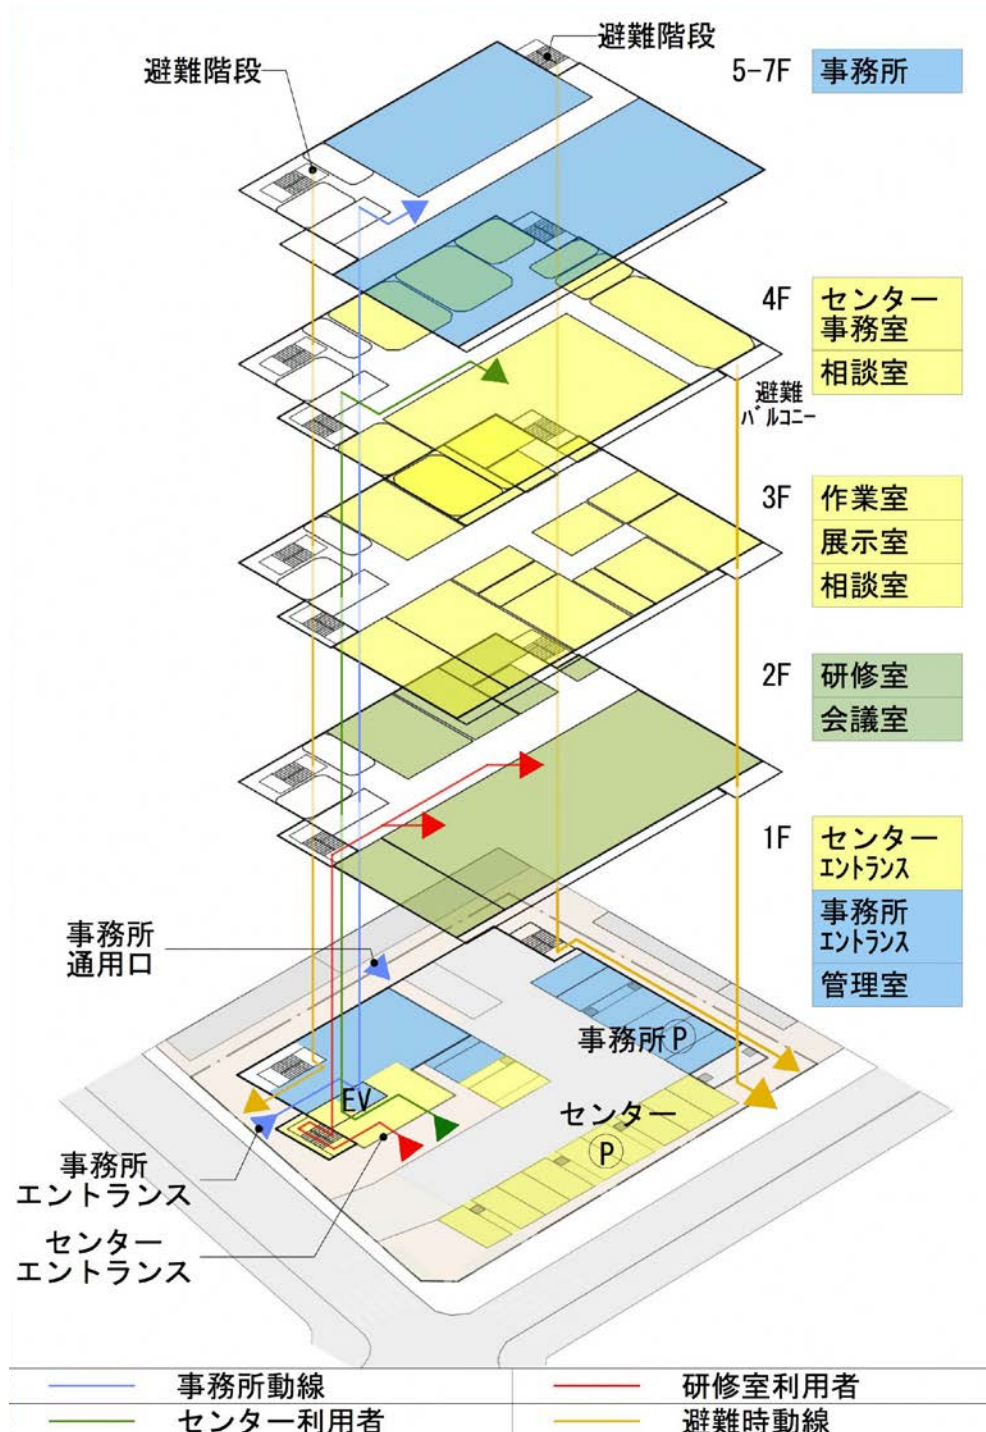 避難階段
避難階段
5-7F
事務所
4F
センター
事務室
相談室
避難
バルコニー
3F
作業室
展示室
相談室
2F
研修室
会議室
1F
センター
エントランス
事務所
エントランス
管理室
事務所
通用口
事務所P
EV
センター
P
事務所
エントランス
センター
エントランス
事務所動線
研修室利用者
センター利用者
避難時動線